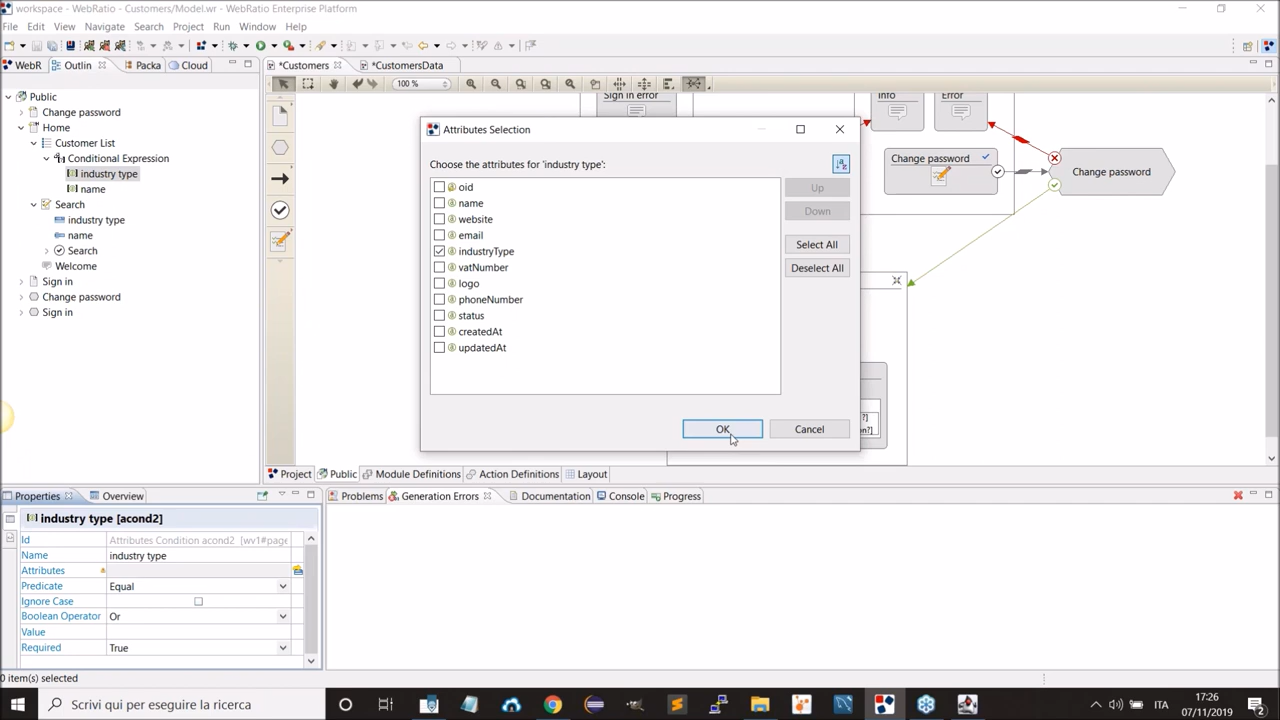 workspace - WebRatio - Customers/Model.wr - WebRatio Enterprise Platform
File Edit View Navigate Search Project Run Window Help
WebR Outlin Packa Cloud *Customers *CustomersData
100 %
Public
Change password
Home
Customer List
Conditional Expression
industry type
name
Search
industry type
name
Search
Welcome
Sign in
Change password
Sign in
Sign in error
Info
Error
Change password
Change password
Attributes Selection
Choose the attributes for 'industry type':
oid
name
website
email
industryType
vatNumber
logo
phoneNumber
status
createdAt
updatedAt
Up
Down
Select All
Deselect All
OK
Cancel
Project Public Module Definitions Action Definitions Layout
Properties Overview
industry type [acond2]
Id Attributes Condition acond2 [wv1#page
Name industry type
Attributes
Predicate Equal
Ignore Case
Boolean Operator Or
Value
Required True
Problems Generation Errors Documentation Console Progress
0 item(s) selected
Scrivi qui per eseguire la ricerca
ITA
17:26
07/11/2019
2